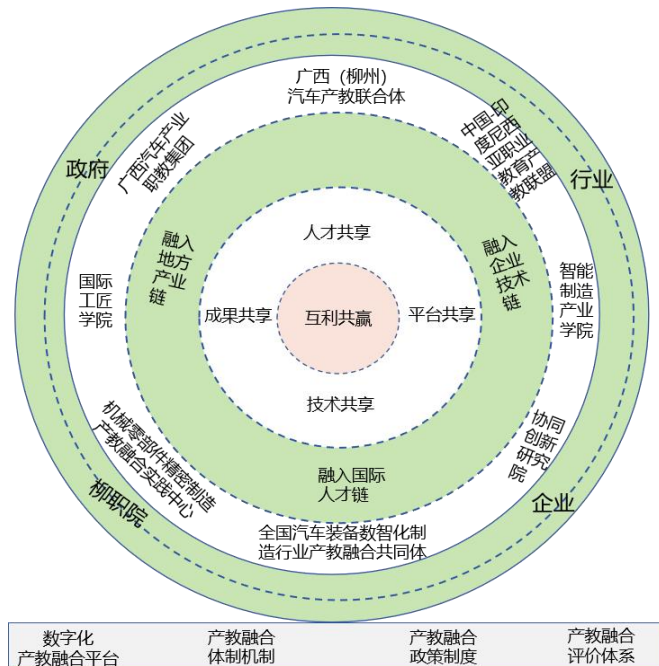 广西（柳州）
汽车产教联合体
中国-印
度尼西
亚职业
教育产
教联盟
广西汽车产业
职教集团
政府
行业
人才共享
融入
地方
产业
链
融入
企业
技术
链
国际
工匠
学院
智能
制造
产业
学院
成果共享
互利共赢
平台共享
技术共享
协同
创新
研究
院
机械零部件精密制造
产教融合实践中心
融入国际
人才链
柳职院
企业
全国汽车装备数智化制
造行业产教融合共同体
数字化
产教融合平台
产教融合
体制机制
产教融合
政策制度
产教融合
评价体系